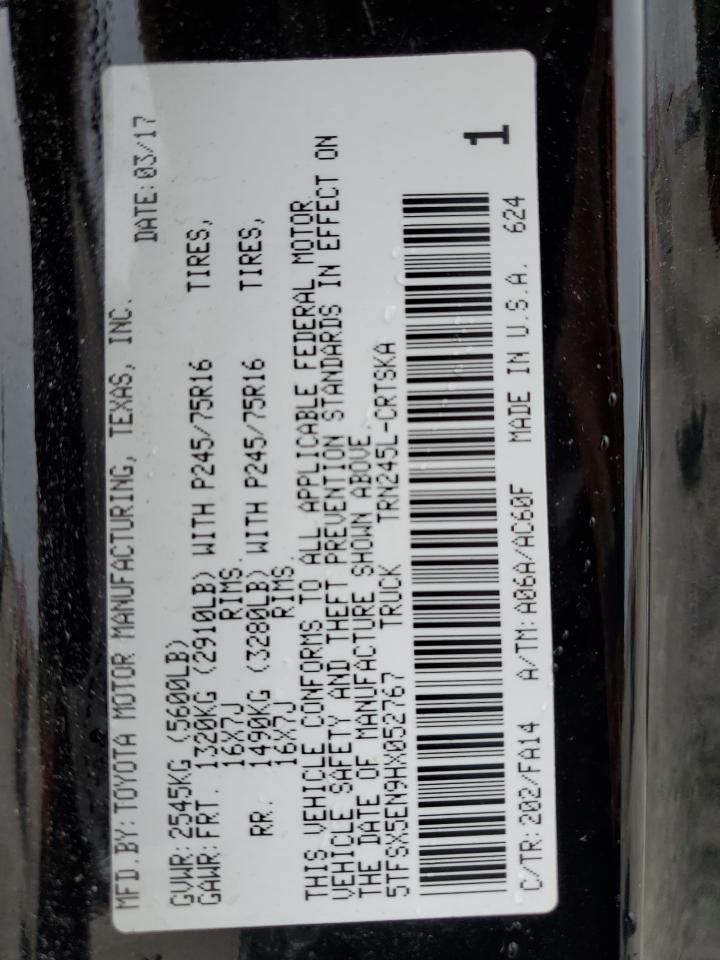 MFD.BY:TOYOTA MOTOR MANUFACTURING, TEXAS, INC.
DATE:03/17
GVWR:2545KG (5600LB)
GAWR:FRT. 1320KG (2910LB) WITH P245/75R16 TIRES,
16X7J RIMS.
RR. 1490KG (3280LB) WITH P245/75R16 TIRES,
16X7J RIMS.
THIS VEHICLE CONFORMS TO ALL APPLICABLE FEDERAL MOTOR
VEHICLE SAFETY AND THEFT PREVENTION STANDARDS IN EFFECT ON
THE DATE OF MANUFACTURE SHOWN ABOVE.
5TFSX5EN9HX052767 TRUCK TRN245L-CRTSKA
1
C/TR:202/FA14 A/TM:A06A/AC60F MADE IN U.S.A. 624